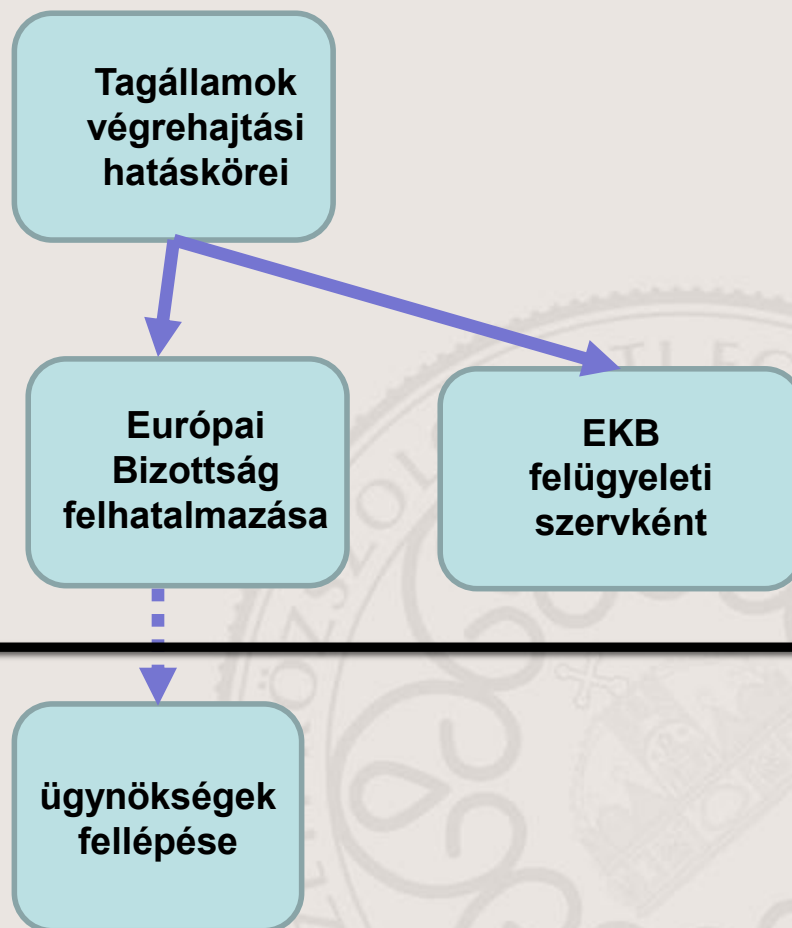 Tagállamok
végrehajtási
hatáskörei
Európai
Bizottság
felhatalmazása
EKB
felügyeleti
szervként
ügynökségek
fellépése